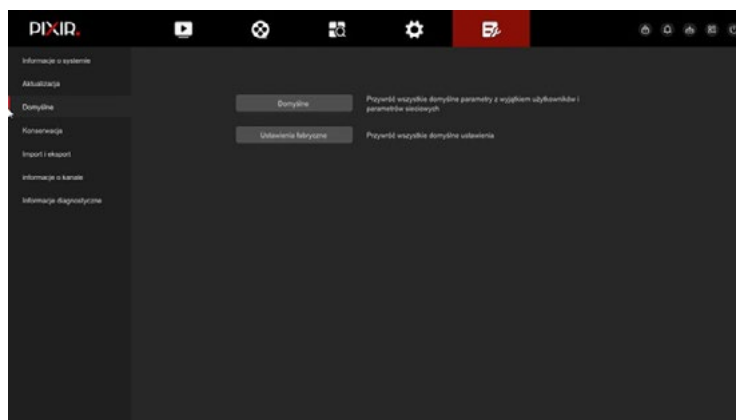 PIXIR.
Informacje o systemie
Aktualizacja
Domyślne
Konserwacja
Import i eksport
informacje o kanale
Informacje diagnostyczne
Domyślne
Przywróć wszystkie domyślne parametry z wyjątkiem użytkowników i
parametrów sieciowych
Ustawienia fabryczne
Przywróć wszystkie domyślne ustawienia